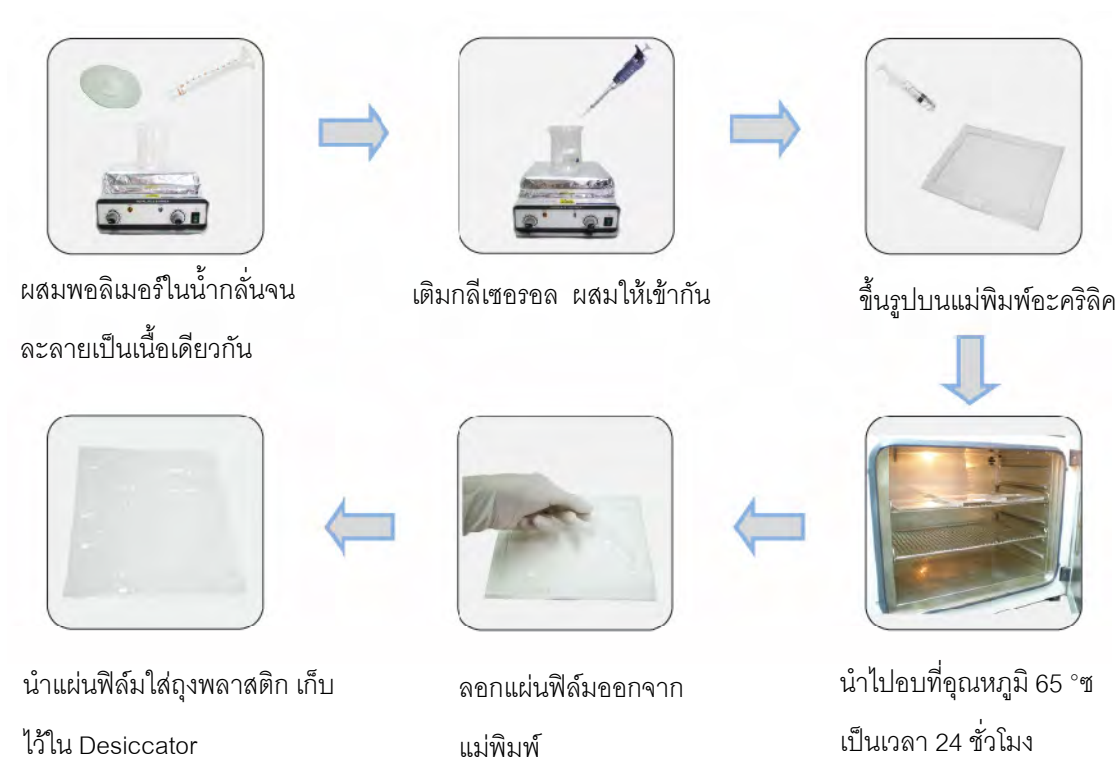 ผสมพอลิเมอร์ในน้ำกลั่นจน
ละลายเป็นเนื้อเดียวกัน
เติมกลีเซอรอล ผสมให้เข้ากัน
ขึ้นรูปบนแม่พิมพ์อะคริลิค
นำไปอบที่อุณหภูมิ 65 °ซ
เป็นเวลา 24 ชั่วโมง
ลอกแผ่นฟิล์มออกจาก
แม่พิมพ์
นำแผ่นฟิล์มใส่ถุงพลาสติก เก็บ
ไว้ใน Desiccator